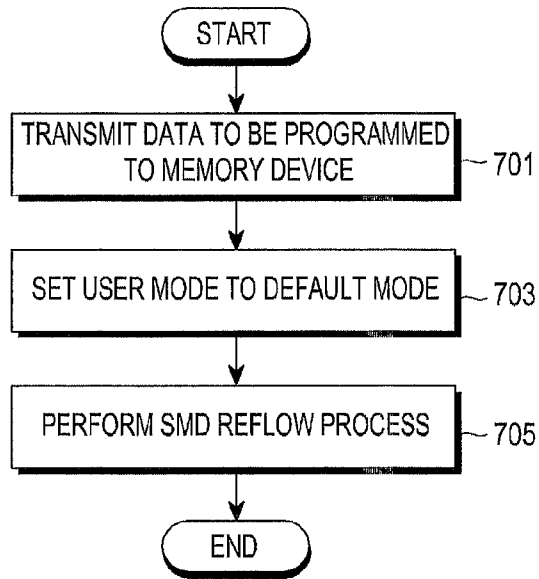 START
TRANSMIT DATA TO BE PROGRAMMED
TO MEMORY DEVICE
701
SET USER MODE TO DEFAULT MODE
703
PERFORM SMD REFLOW PROCESS
705
END